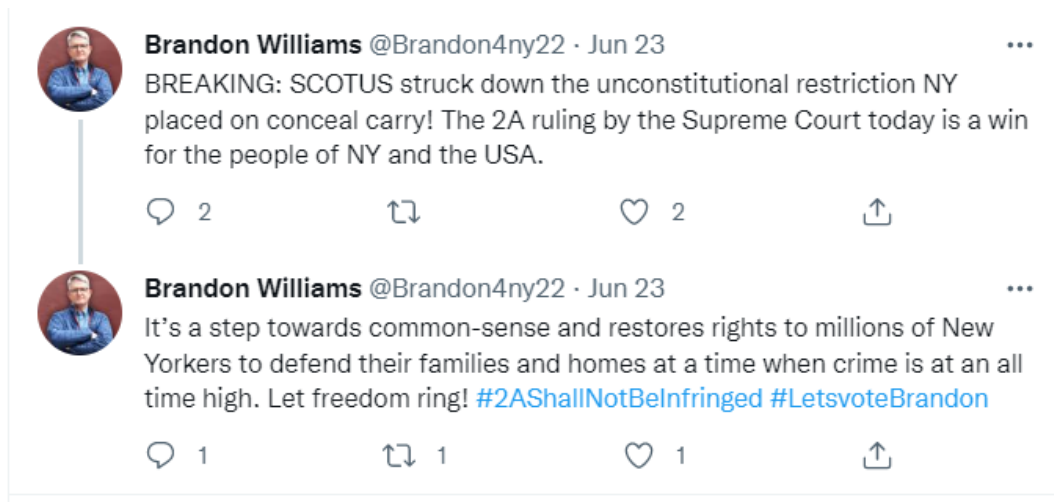 Brandon Williams @Brandon4ny22 · Jun 23
BREAKING: SCOTUS struck down the unconstitutional restriction NY
placed on conceal carry! The 2A ruling by the Supreme Court today is a win
for the people of NY and the USA.
2 2
Brandon Williams @Brandon4ny22 · Jun 23
It's a step towards common-sense and restores rights to millions of New
Yorkers to defend their families and homes at a time when crime is at an all
time high. Let freedom ring! #2AShallNotBeInfringed #LetsvoteBrandon
1 1 1